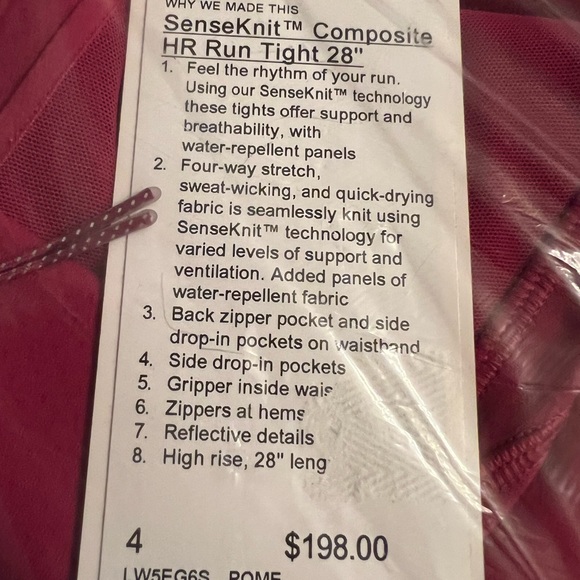 WHY WE MADE THIS
SenseKnit™ Composite
HR Run Tight 28"
1. Feel the rhythm of your run.
Using our SenseKnit™ technology
these tights offer support and
breathability, with
water-repellent panels
2. Four-way stretch,
sweat-wicking, and quick-drying
fabric is seamlessly knit using
SenseKnit™ technology for
varied levels of support and
ventilation. Added panels of
water-repellent fabric
3. Back zipper pocket and side
drop-in pockets on waistband
4. Side drop-in pockets
5. Gripper inside wais
6. Zippers at hems
7. Reflective details
8. High rise, 28" leng
4 $198.00
LW5EG6S POME